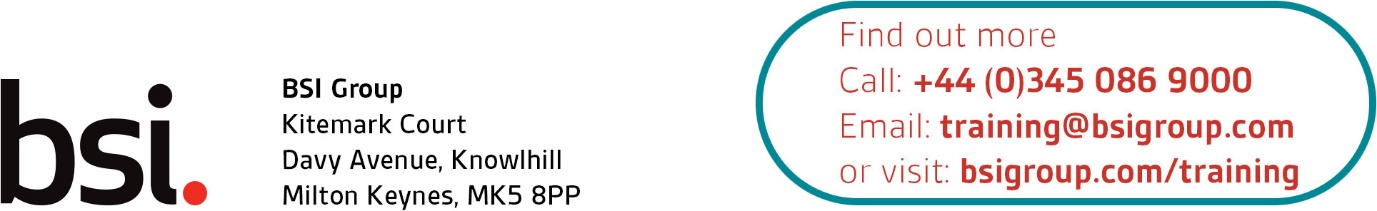 bsi.
BSI Group
Kitemark Court
Davy Avenue, Knowlhill
Milton Keynes, MK5 8PP
Find out more
Call: +44 (0)345 086 9000
Email: training@bsigroup.com
or visit: bsigroup.com/training